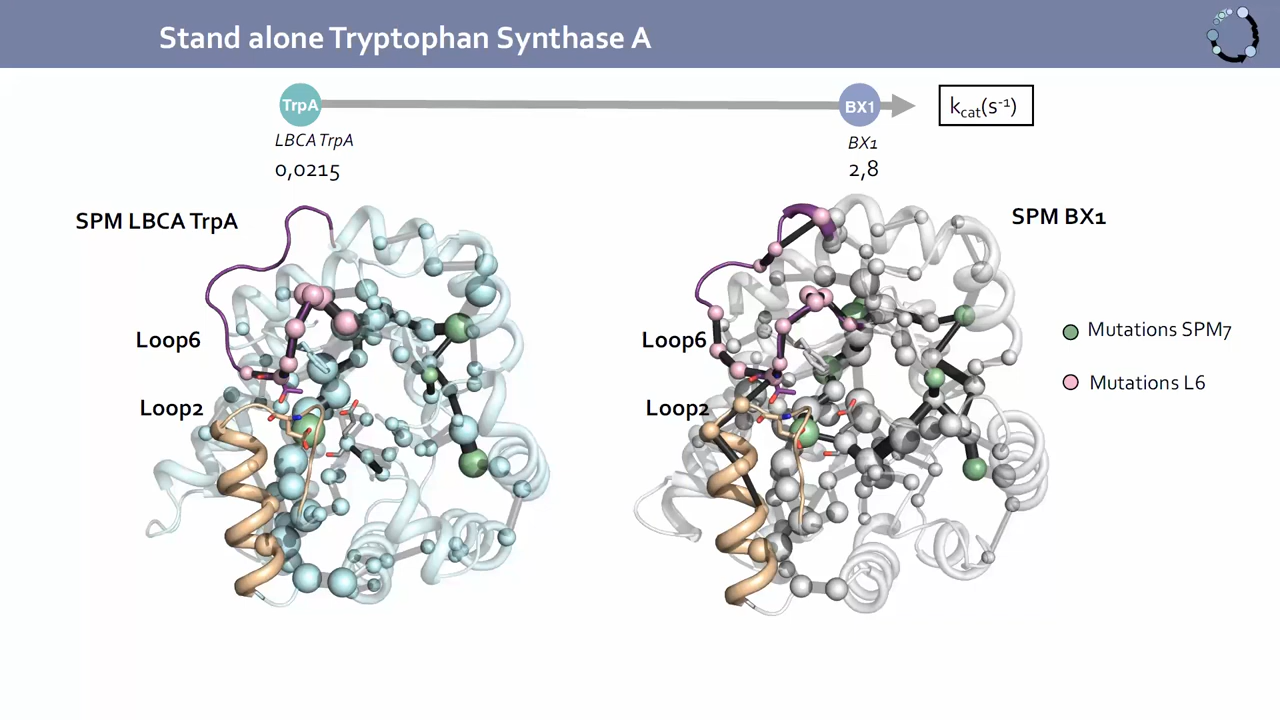 Stand alone Tryptophan Synthase A
TrpA
BX1
kcat(s-1)
LBCA TrpA
BX1
0,0215
2,8
SPM LBCA TrpA
SPM BX1
Loop6
Loop6
Mutations SPM7
Mutations L6
Loop2
Loop2